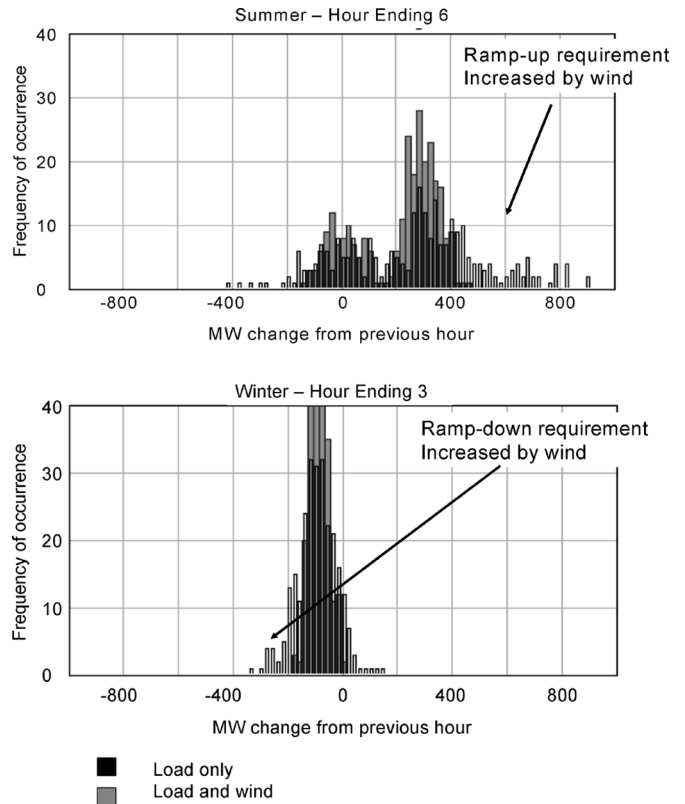 Summer – Hour Ending 6
Ramp-up requirement
Increased by wind
Frequency of occurrence
40
30
20
10
0
-800
-400
0
400
800
MW change from previous hour
Winter – Hour Ending 3
Ramp-down requirement
Increased by wind
Frequency of occurrence
40
30
20
10
0
-800
-400
0
400
800
MW change from previous hour
Load only
Load and wind